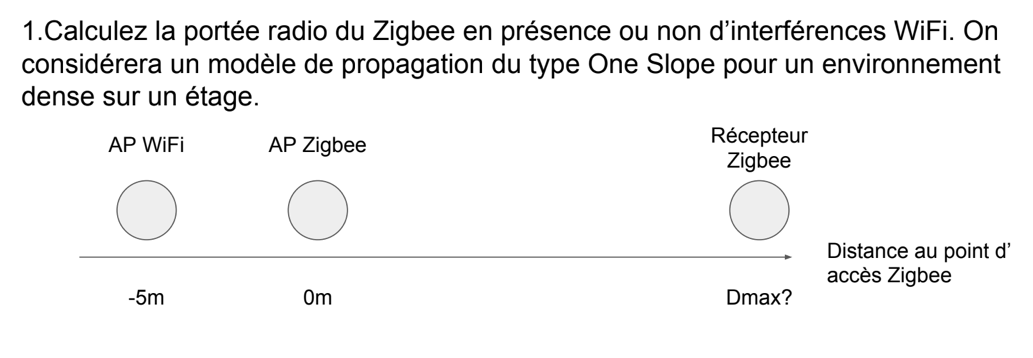 1.Calculez la portée radio du Zigbee en présence ou non d'interférences WiFi. On
considérera un modèle de propagation du type One Slope pour un environnement
dense sur un étage.
AP WiFi
AP Zigbee
Récepteur
Zigbee
Distance au point d'
accès Zigbee
-5m
0m
Dmax?